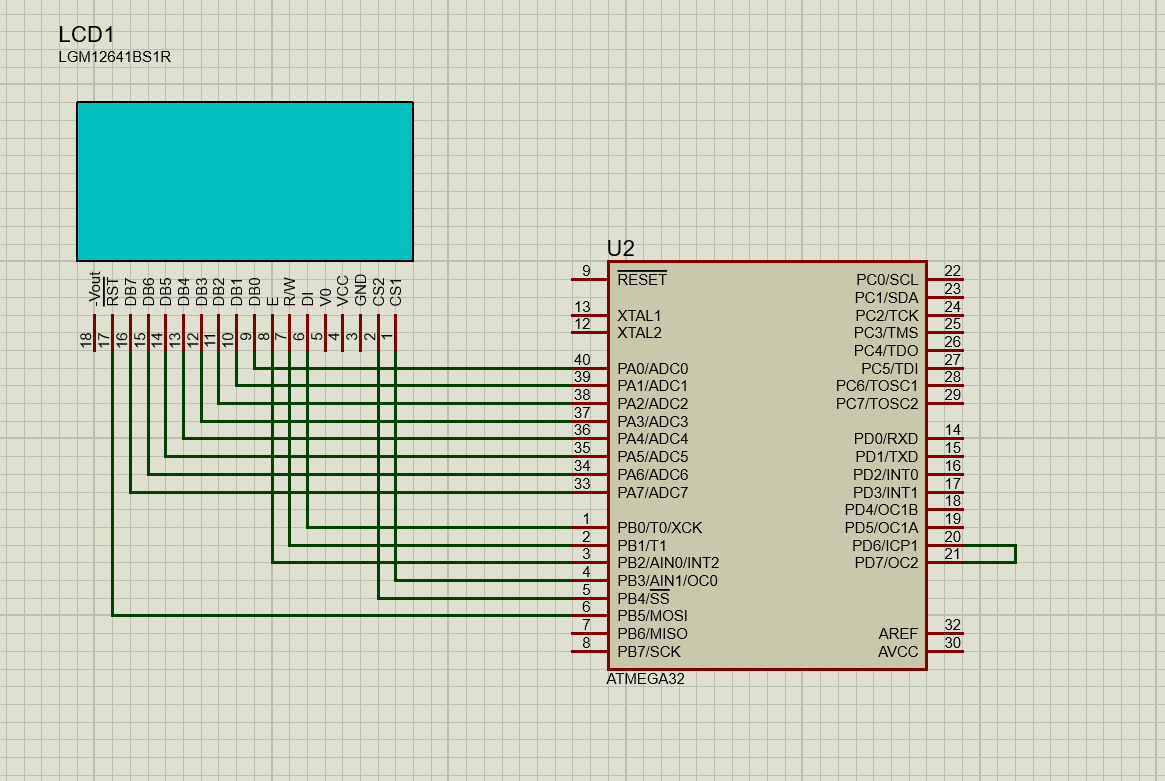 LCD1
LGM12641BS1R
-Vout
RST
DB7
DB6
DB5
DB4
DB3
DB2
DB1
DB0
E
R/W
DI
V0
VCC
GND
CS2
CS1
18
17
16
15
14
13
12
11
10
9
8
7
6
5
4
3
2
1
U2
9 RESET
13 XTAL1
12 XTAL2
40 PA0/ADC0
39 PA1/ADC1
38 PA2/ADC2
37 PA3/ADC3
36 PA4/ADC4
35 PA5/ADC5
34 PA6/ADC6
33 PA7/ADC7
1 PB0/T0/XCK
2 PB1/T1
3 PB2/AIN0/INT2
4 PB3/AIN1/OC0
5 PB4/SS
6 PB5/MOSI
7 PB6/MISO
8 PB7/SCK
PC0/SCL 22
PC1/SDA 23
PC2/TCK 24
PC3/TMS 25
PC4/TDO 26
PC5/TDI 27
PC6/TOSC1 28
PC7/TOSC2 29
PD0/RXD 14
PD1/TXD 15
PD2/INT0 16
PD3/INT1 17
PD4/OC1B 18
PD5/OC1A 19
PD6/ICP1 20
PD7/OC2 21
AREF 32
AVCC 30
ATMEGA32